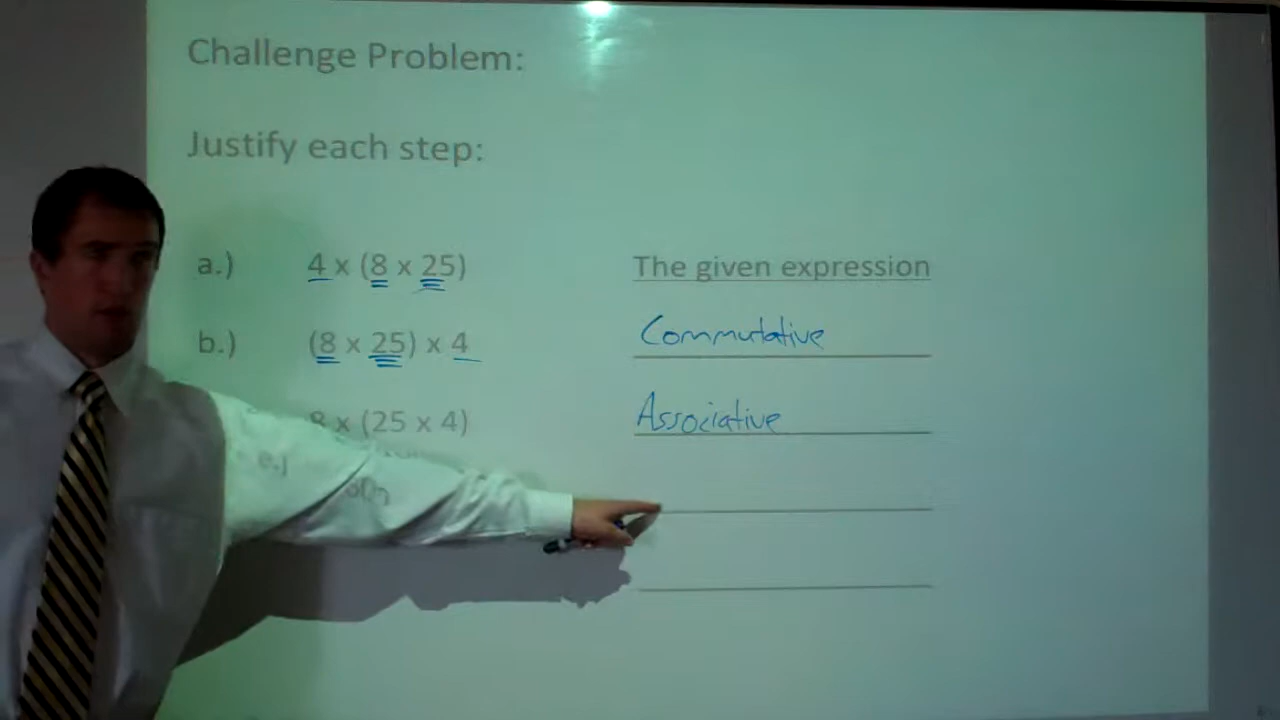 Challenge Problem:
Justify each step:
a.) 4 x (8 x 25) The given expression
b.) (8 x 25) x 4 Commutative
8 x (25 x 4) Associative
e.)